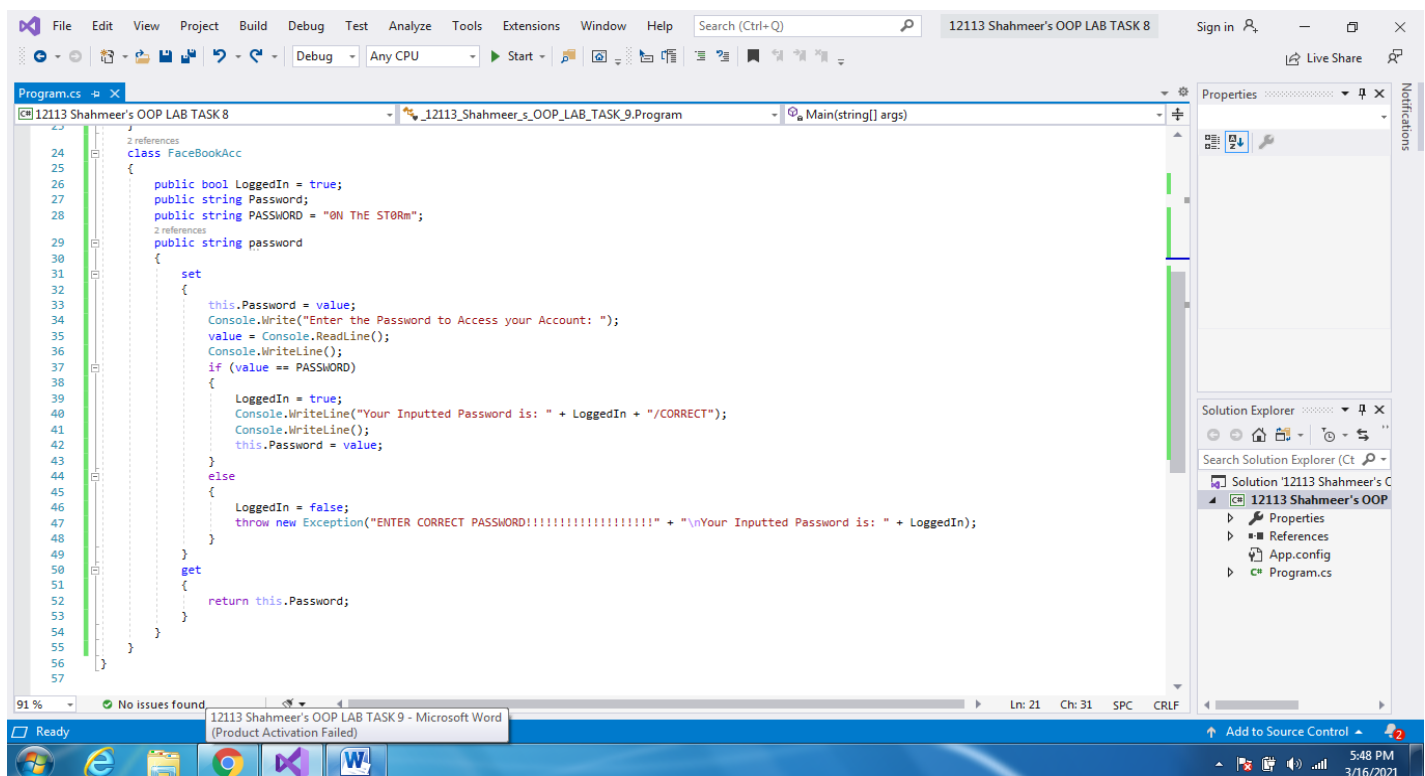 File Edit View Project Build Debug Test Analyze Tools Extensions Window Help Search (Ctrl+Q) 12113 Shahmeer's OOP LAB TASK 8 Sign in
Debug Any CPU Start Live Share
Program.cs Properties Notifications
C# 12113 Shahmeer's OOP LAB TASK 8 _12113_Shahmeer_s_OOP_LAB_TASK_9.Program Main(string[] args)
23 }
2 references
24 class FaceBookAcc
25 {
26 public bool LoggedIn = true;
27 public string Password;
28 public string PASSWORD = "0N ThE ST0Rm";
2 references
29 public string password
30 {
31 set
32 {
33 this.Password = value;
34 Console.Write("Enter the Password to Access your Account: ");
35 value = Console.ReadLine();
36 Console.WriteLine();
37 if (value == PASSWORD)
38 {
39 LoggedIn = true;
40 Console.WriteLine("Your Inputted Password is: " + LoggedIn + "/CORRECT");
41 Console.WriteLine();
42 this.Password = value;
43 }
44 else
45 {
46 LoggedIn = false;
47 throw new Exception("ENTER CORRECT PASSWORD!!!!!!!!!!!!!!!!!!!" + "\nYour Inputted Password is: " + LoggedIn);
48 }
49 }
50 get
51 {
52 return this.Password;
53 }
54 }
55 }
56 }
57
Solution Explorer
Search Solution Explorer (Ct
Solution '12113 Shahmeer's C
C# 12113 Shahmeer's OOP
Properties
References
App.config
C# Program.cs
91 % No issues found Ln: 21 Ch: 31 SPC CRLF
12113 Shahmeer's OOP LAB TASK 9 - Microsoft Word
(Product Activation Failed)
Ready Add to Source Control 2
5:48 PM
3/16/2021